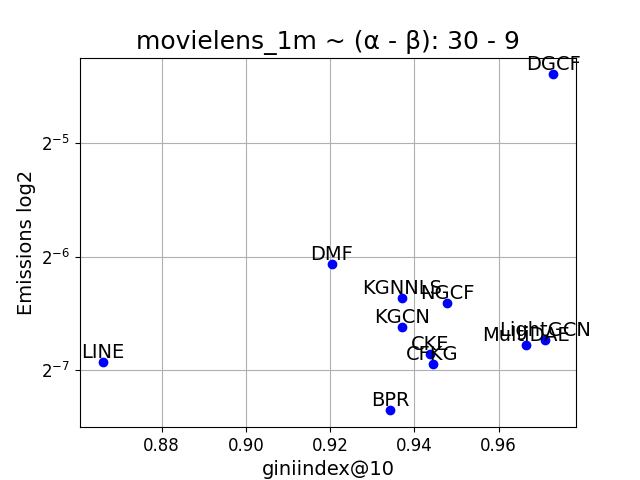 movielens_1m ~ (α - β): 30 - 9
DGCF
2⁻⁵
DMF
2⁻⁶
KGNNLS
NGCF
KGCN
LightGCN
MultiDAE
CKE
CFKG
LINE
2⁻⁷
BPR
Emissions log2
0.88 0.90 0.92 0.94 0.96
giniindex@10